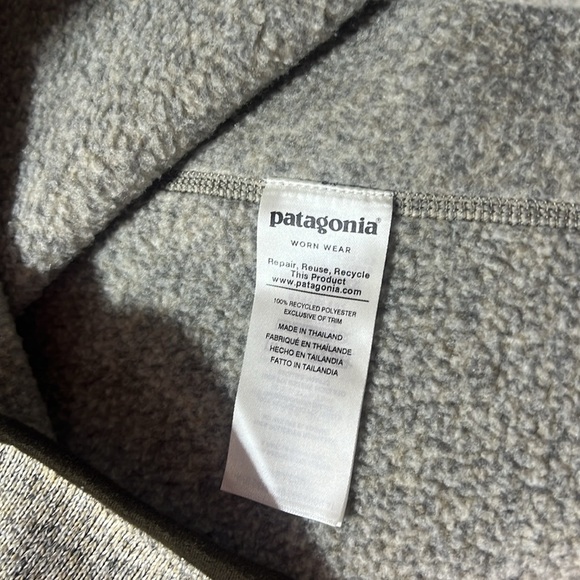 patagonia®
WORN WEAR
Repair, Reuse, Recycle
This Product
www.patagonia.com
100% RECYCLED POLYESTER
EXCLUSIVE OF TRIM
MADE IN THAILAND
FABRIQUÉ EN THAÏLANDE
HECHO EN TAILANDIA
FATTO IN TAILANDIA